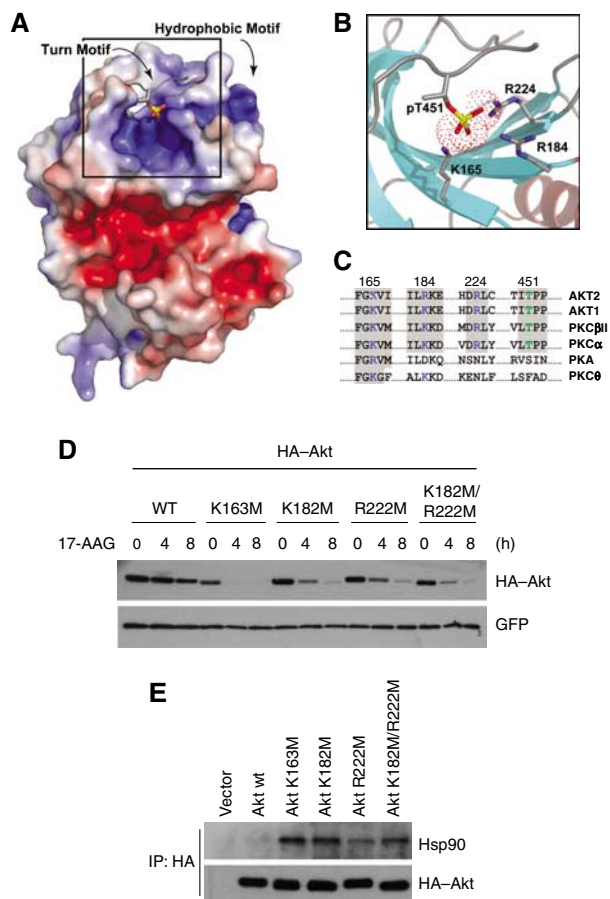 A
Turn Motif
Hydrophobic Motif
B
R224
pT451
R184
K165
C
165 184 224 451
FGKVI ILRKE HDRLC TITPP AKT2
FGKVI ILRKE HDRLC TITPP AKT1
FGKVM ILKKD MDRLY VLTPP PKCβII
FGKVM ILKKD VDRLY VLTPP PKCα
FGRVM ILDKQ NSNLY RVSIN PKA
FGKGF ALKKD KENLF LSFAD PKCθ
D
HA–Akt
WT K163M K182M R222M K182M/
R222M
17-AAG 0 4 8 0 4 8 0 4 8 0 4 8 0 4 8 (h)
HA–Akt
GFP
E
Vector
Akt wt
Akt K163M
Akt K182M
Akt R222M
Akt K182M/R222M
IP: HA
Hsp90
HA–Akt